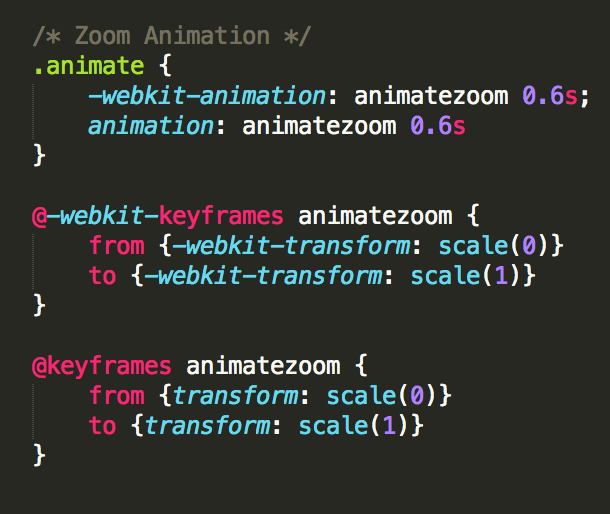 /* Zoom Animation */
.animate {
    -webkit-animation: animatezoom 0.6s;
    animation: animatezoom 0.6s
}

@-webkit-keyframes animatezoom {
    from {-webkit-transform: scale(0)}
    to {-webkit-transform: scale(1)}
}

@keyframes animatezoom {
    from {transform: scale(0)}
    to {transform: scale(1)}
}